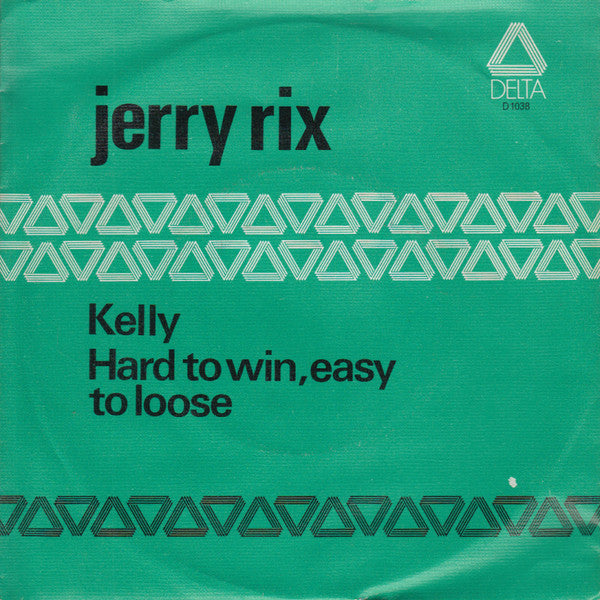 DELTA
D 1038
jerry rix
Kelly
Hard to win, easy
to loose